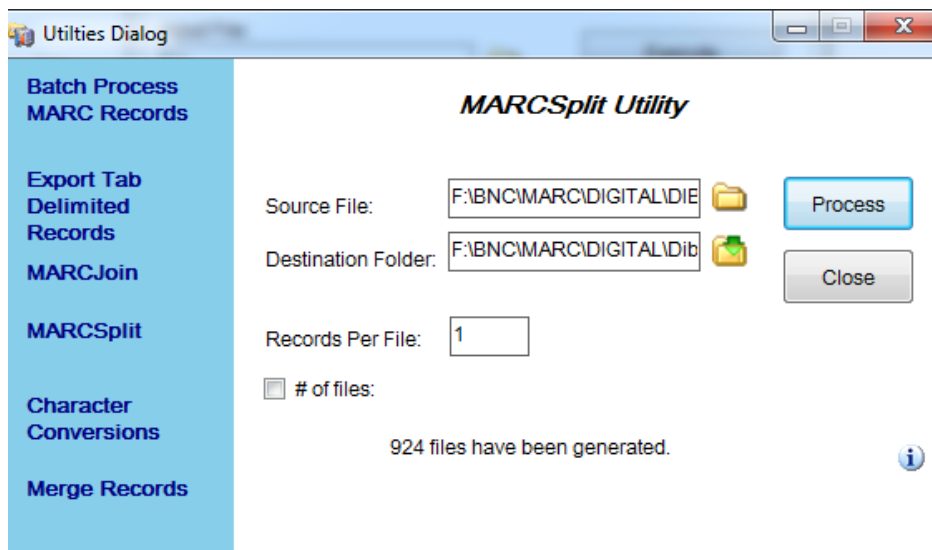 Utilties Dialog
Batch Process
MARC Records
Export Tab
Delimited
Records
MARCJoin
MARCSplit
Character
Conversions
Merge Records
MARCSplit Utility
Source File:
F:\BNC\MARC\DIGITAL\DIE
Process
Destination Folder:
F:\BNC\MARC\DIGITAL\Dib
Close
Records Per File:
1
# of files:
924 files have been generated.